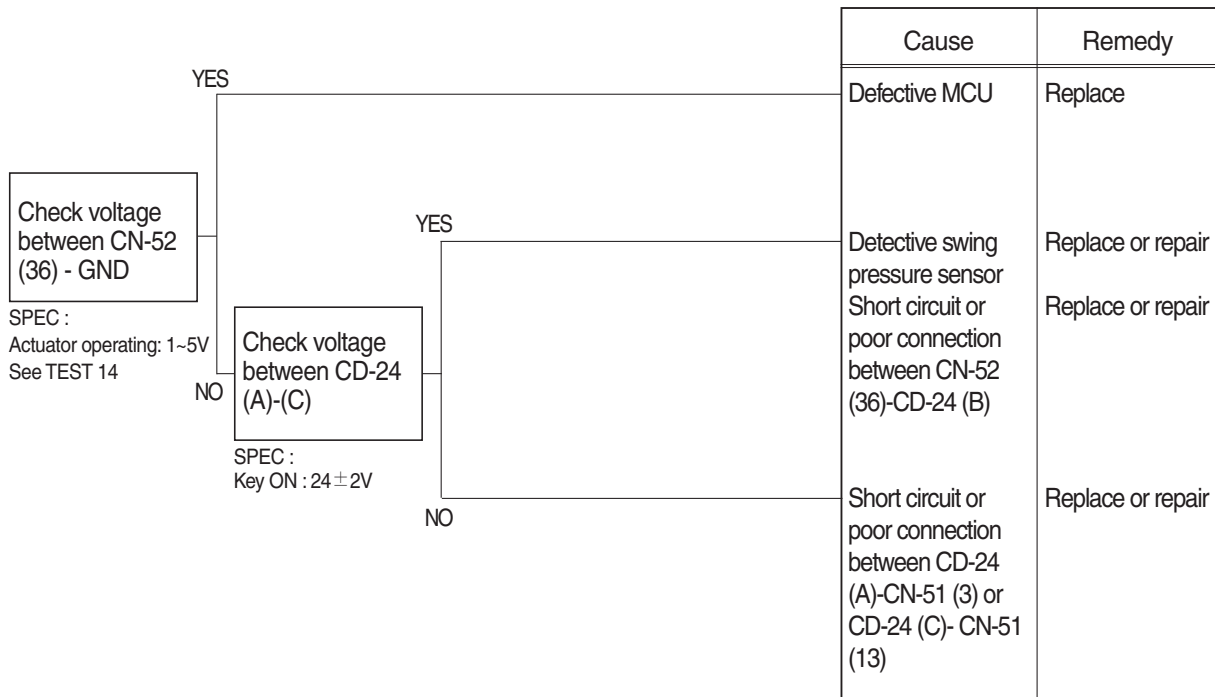 Cause
Remedy
YES
Defective MCU
Replace
Check voltage
between CN-52
(36) - GND
SPEC :
Actuator operating: 1~5V
See TEST 14
YES
Detective swing
pressure sensor
Replace or repair
Short circuit or
poor connection
between CN-52
(36)-CD-24 (B)
Replace or repair
NO
Check voltage
between CD-24
(A)-(C)
SPEC :
Key ON : 24±2V
NO
Short circuit or
poor connection
between CD-24
(A)-CN-51 (3) or
CD-24 (C)- CN-51
(13)
Replace or repair